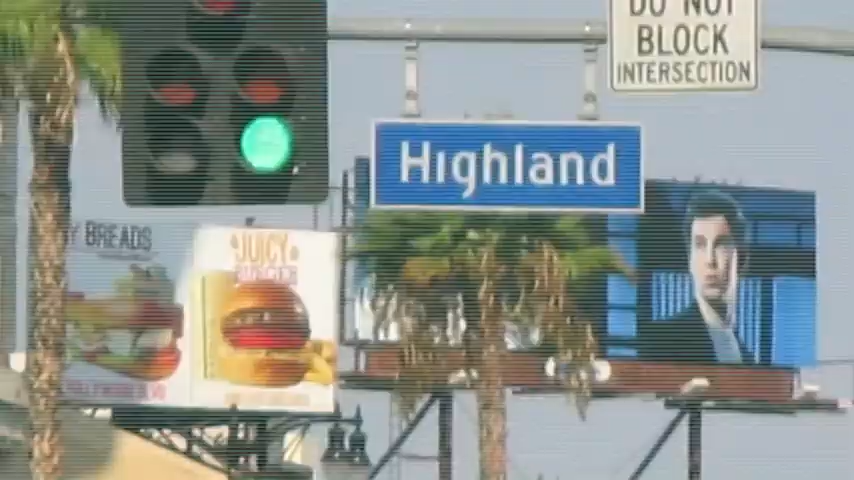 DO NOT
BLOCK
INTERSECTION
Highland
BREADS
JUICY
BURGER